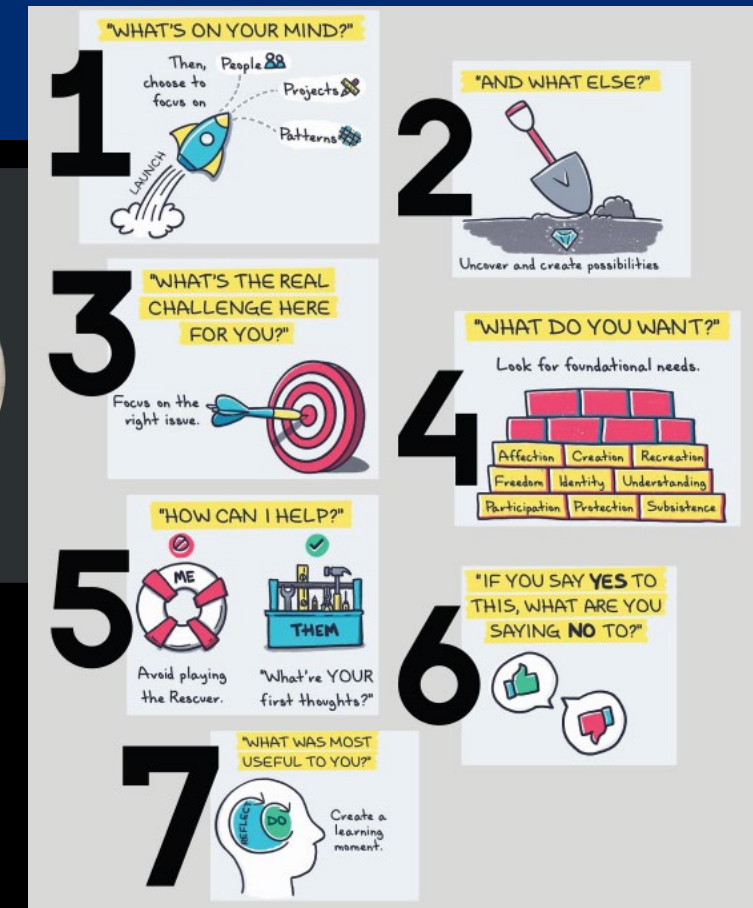 1
"WHAT'S ON YOUR MIND?"
Then,
choose to
focus on
People
Projects
Patterns
LAUNCH
2
"AND WHAT ELSE?"
Uncover and create possibilities
3
"WHAT'S THE REAL
CHALLENGE HERE
FOR YOU?"
Focus on the
right issue.
4
"WHAT DO YOU WANT?"
Look for foundational needs.
Affection Creation Recreation
Freedom Identity Understanding
Participation Protection Subsistence
5
"HOW CAN I HELP?"
ME
THEM
Avoid playing
the Rescuer.
"What're YOUR
first thoughts?"
6
"IF YOU SAY YES TO
THIS, WHAT ARE YOU
SAYING NO TO?"
7
"WHAT WAS MOST
USEFUL TO YOU?"
REFLECT
DO
Create a
learning
moment.